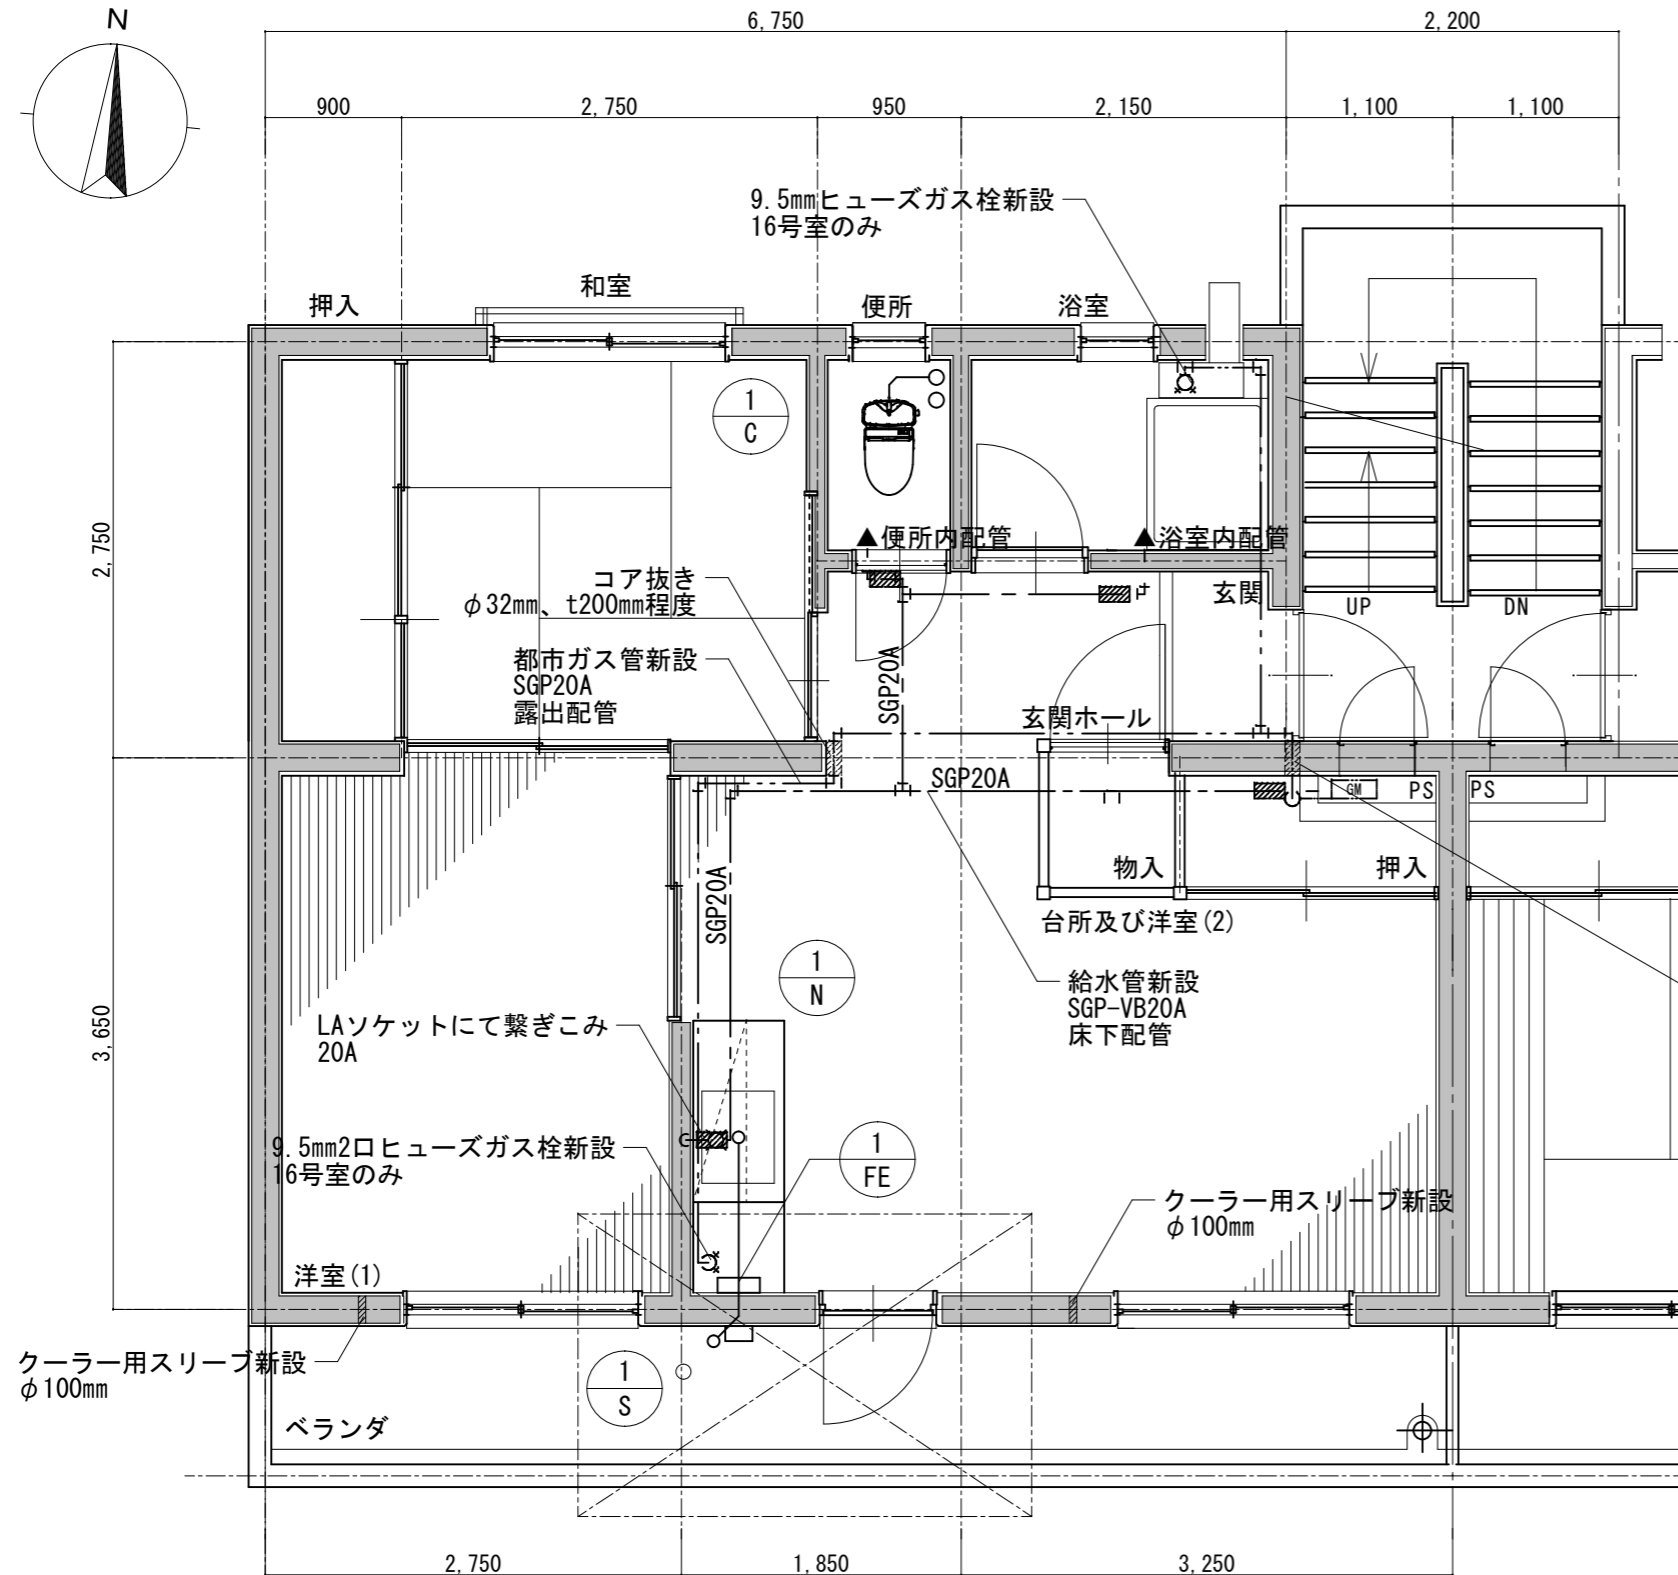 N
6,750
2,200
900
2,750
950
2,150
1,100
1,100
9.5mmヒューズガス栓新設
16号室のみ
押入
和室
便所
浴室
1
C
▲便所内配管
▲浴室内配管
2,750
コア抜き
φ32mm、t200mm程度
玄関
UP
DN
都市ガス管新設
SGP20A
露出配管
SGP20A
玄関ホール
SGP20A
GM
PS
PS
物入
押入
SGP20A
台所及び洋室(2)
1
N
給水管新設
SGP-VB20A
床下配管
3,650
LAソケットにて繋ぎこみ
20A
9.5mm2口ヒューズガス栓新設
16号室のみ
1
FE
クーラー用スリーブ新設
φ100mm
洋室(1)
クーラー用スリーブ新設
φ100mm
1
S
ベランダ
2,750
1,850
3,250